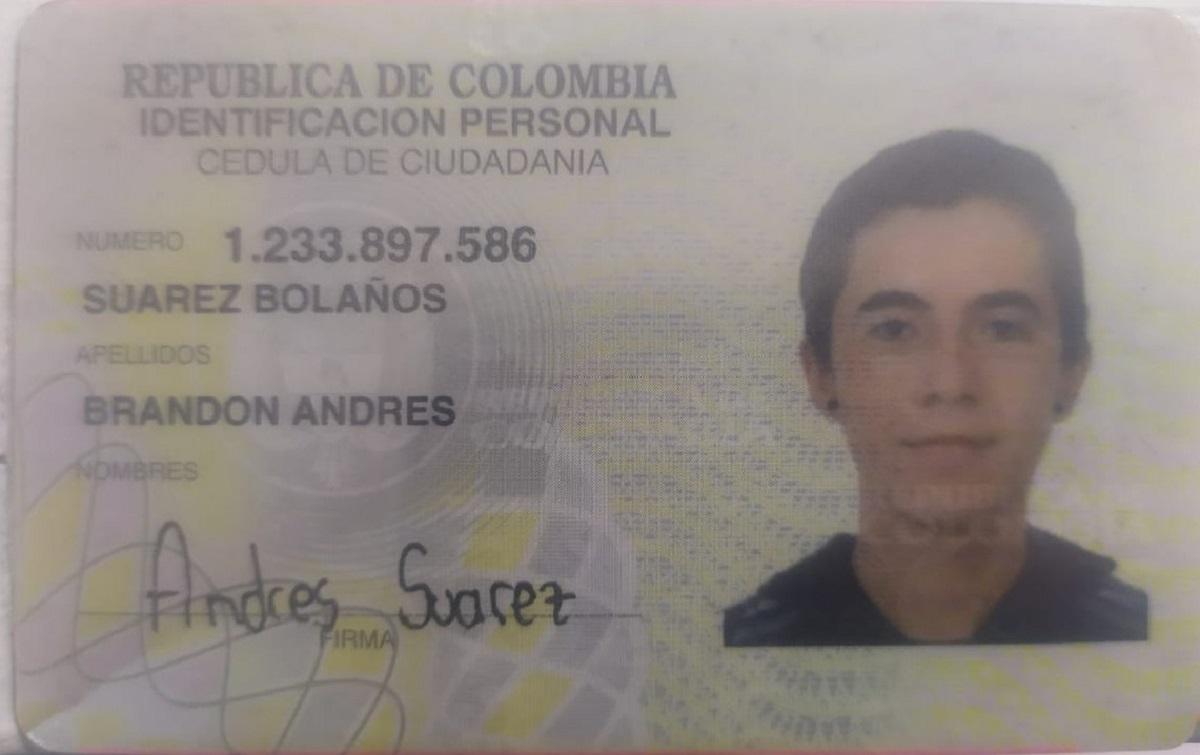 REPUBLICA DE COLOMBIA
IDENTIFICACION PERSONAL
CEDULA DE CIUDADANIA
NUMERO 1.233.897.586
SUAREZ BOLAÑOS
APELLIDOS
BRANDON ANDRES
NOMBRES
Andres Suarez
FIRMA